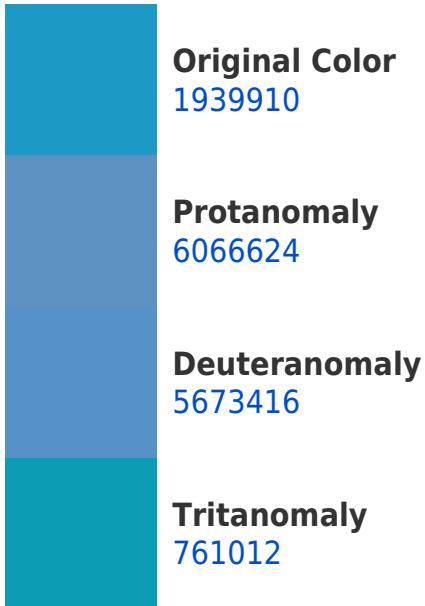 Original Color
1939910
Protanomaly
6066624
Deuteranomaly
5673416
Tritanomaly
761012